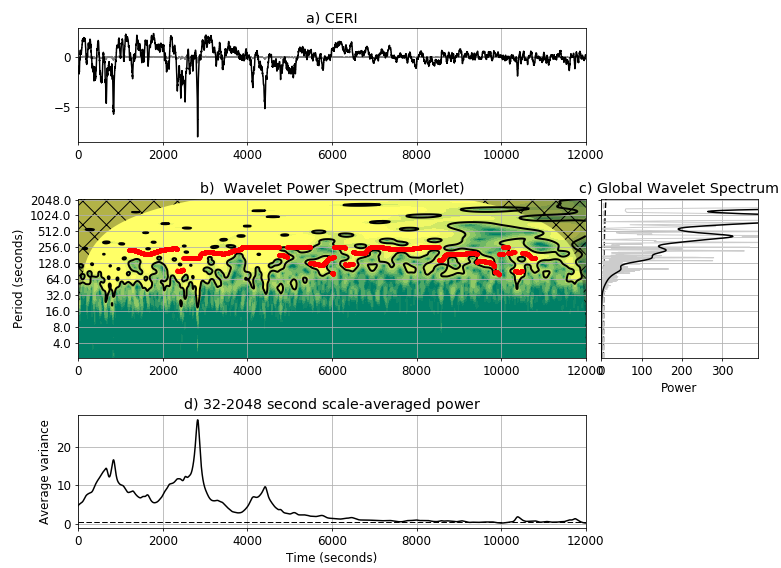 a) CERI
0
−5
0 2000 4000 6000 8000 10000 12000
b)  Wavelet Power Spectrum (Morlet)
c) Global Wavelet Spectrum
Period (seconds)
2048.0
1024.0
512.0
256.0
128.0
64.0
32.0
16.0
8.0
4.0
0 2000 4000 6000 8000 10000 12000
0 100 200 300
Power
d) 32-2048 second scale-averaged power
Average variance
20
10
0
0 2000 4000 6000 8000 10000 12000
Time (seconds)